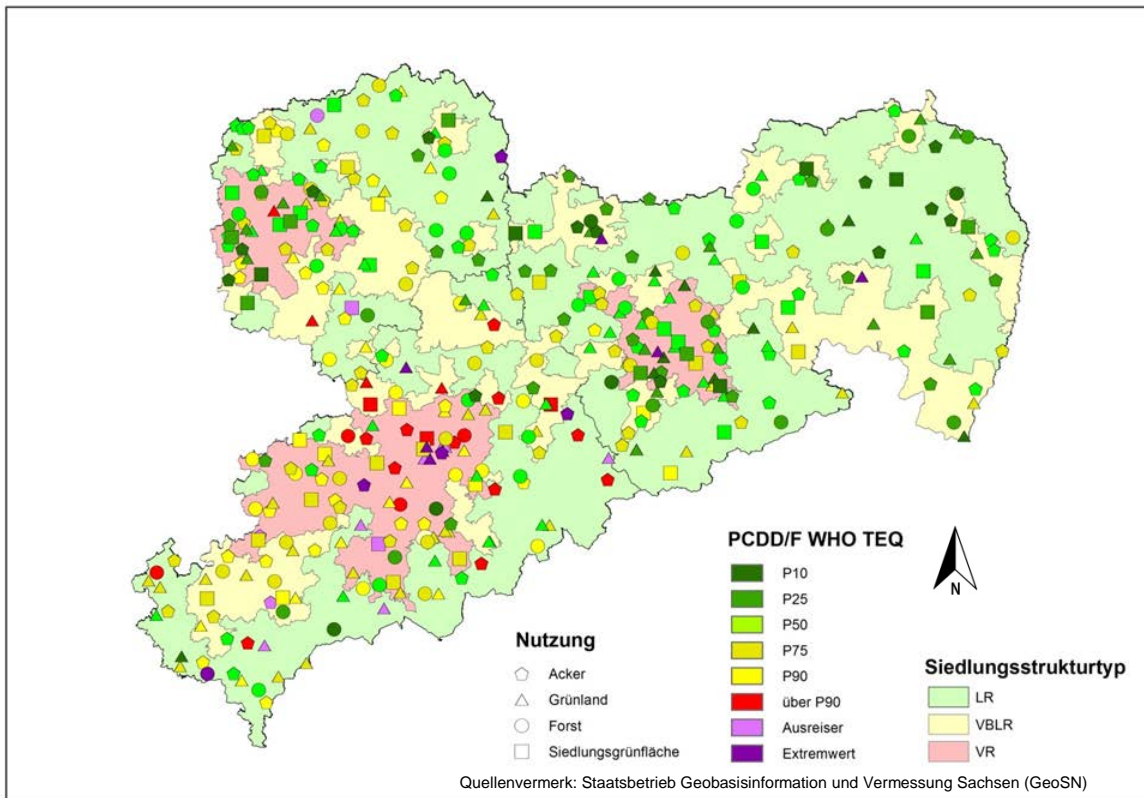 PCDD/F WHO TEQ
P10
P25
P50
P75
P90
über P90
Ausreiser
Extremwert
N
Nutzung
Acker
Grünland
Forst
Siedlungsgrünfläche
Siedlungsstrukturtyp
LR
VBLR
VR
Quellenvermerk: Staatsbetrieb Geobasisinformation und Vermessung Sachsen (GeoSN)